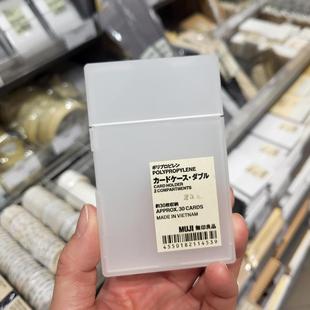 ポリプロピレン
POLYPROPYLENE
カードケース・ダブル
CARD HOLDER
2 COMPARTMENTS
約30枚収納
APPROX. 30 CARDS
MADE IN VIETNAM
MUJI 無印良品
4550182114539